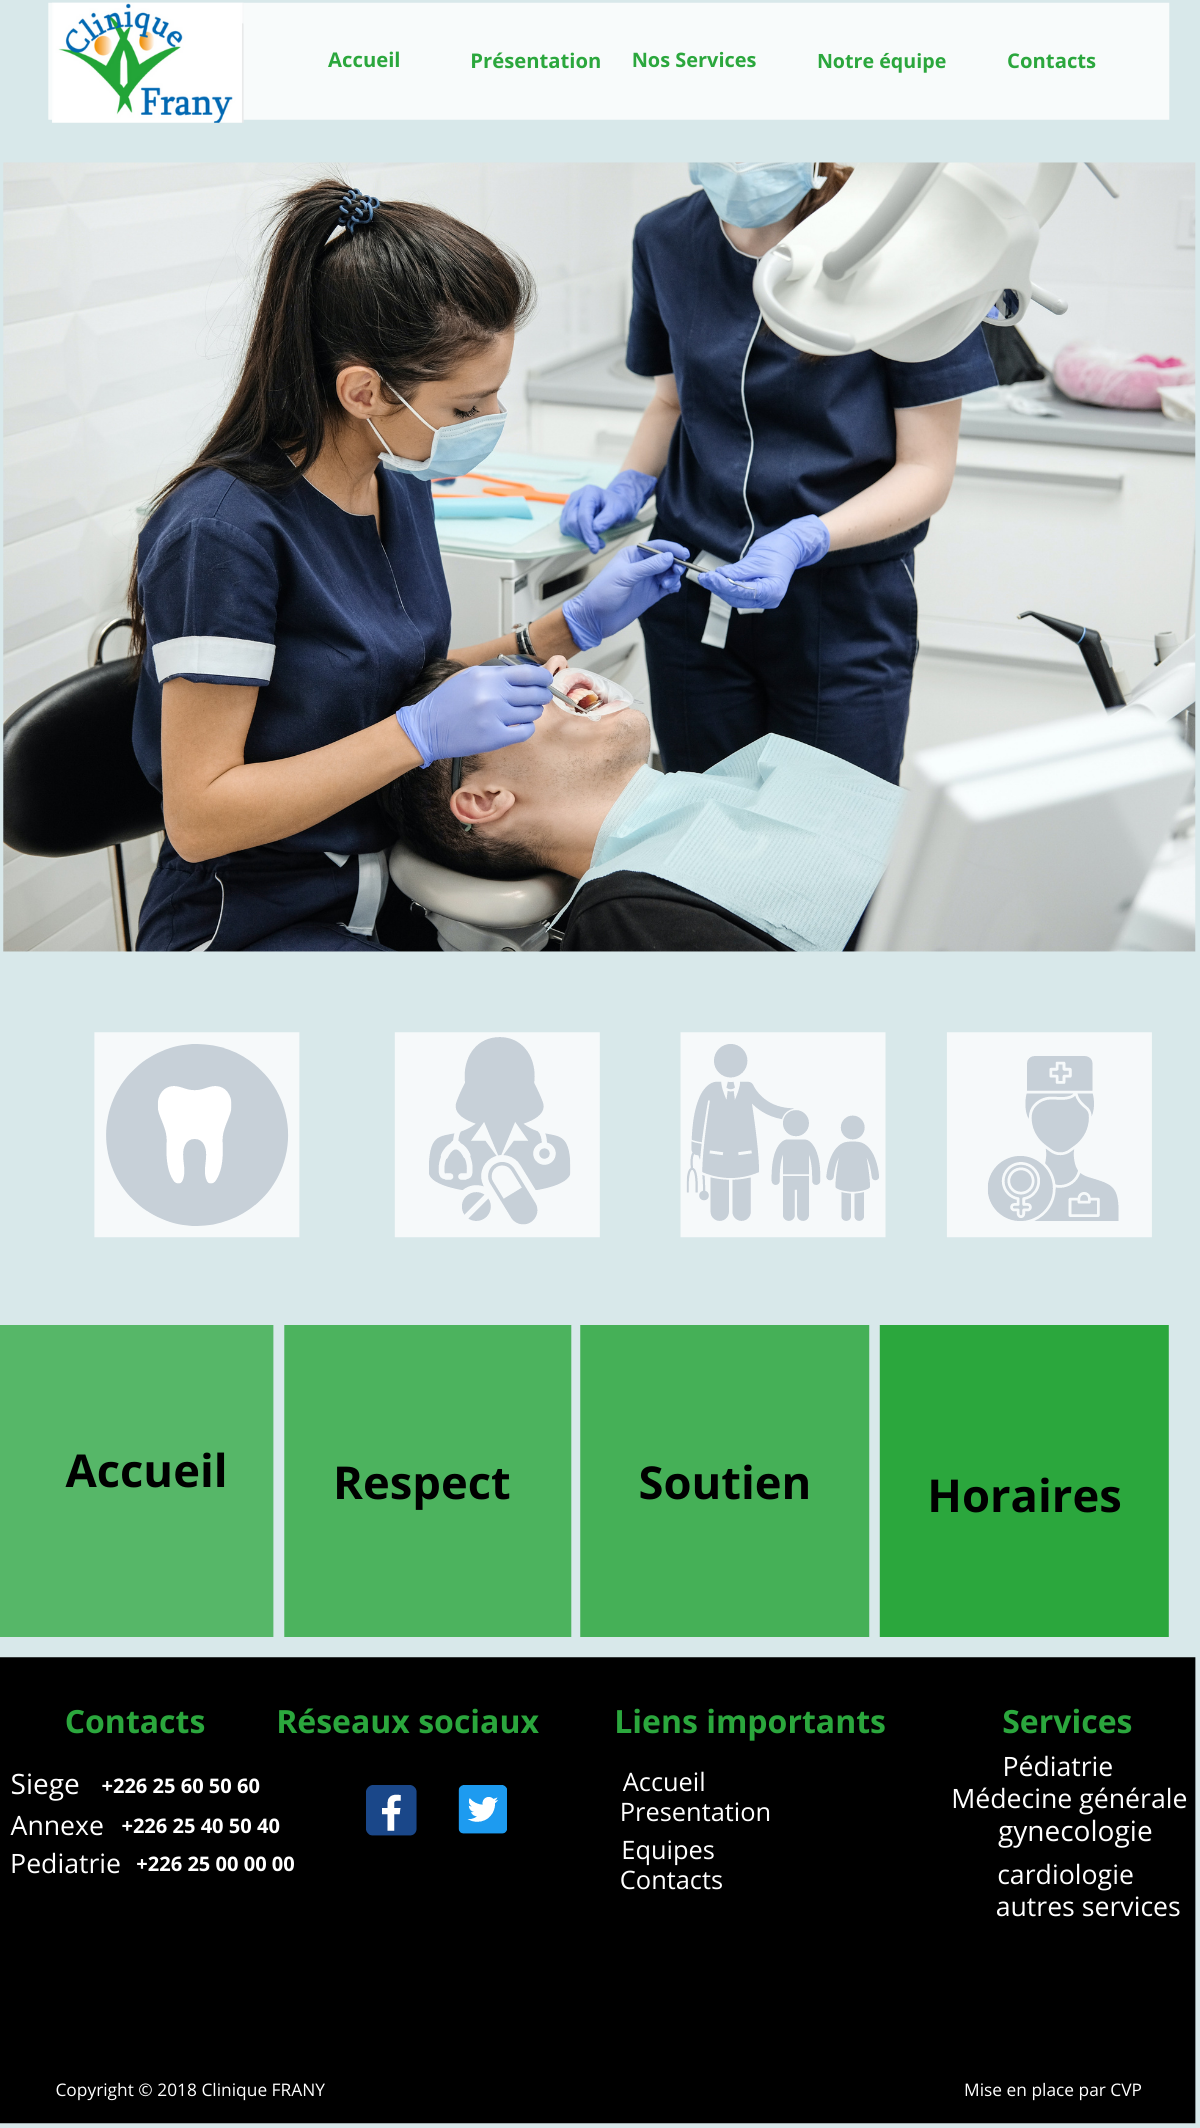 Clinique
Frany
Accueil
Présentation
Nos Services
Notre équipe
Contacts
Accueil
Respect
Soutien
Horaires
Contacts
Siege +226 25 60 50 60
Annexe +226 25 40 50 40
Pediatrie +226 25 00 00 00
Réseaux sociaux
Liens importants
Accueil
Presentation
Equipes
Contacts
Services
Pédiatrie
Médecine générale
gynecologie
cardiologie
autres services
Copyright © 2018 Clinique FRANY
Mise en place par CVP